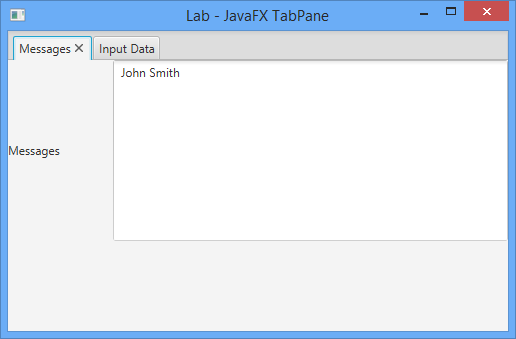 Lab - JavaFX TabPane
Messages Input Data
John Smith
Messages